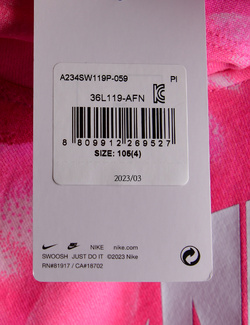 A234SW119P-059 PI
36L119-AFN
8 809912 269527
SIZE: 105(4)
2023/03
NIKE nike.com
SWOOSH JUST DO IT ©2023 Nike
RN#81917 / CA#18702